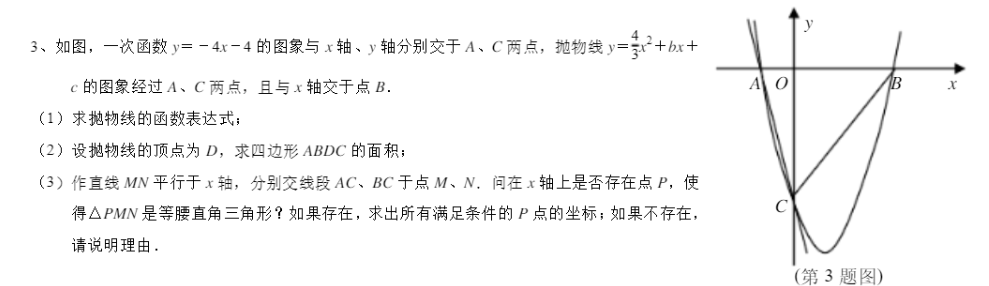 3、如图，一次函数 y=－4x－4 的图象与 x 轴、y 轴分别交于 A、C 两点，抛物线 y=\frac{4}{3}x²+bx+
c 的图象经过 A、C 两点，且与 x 轴交于点 B．
（1）求抛物线的函数表达式；
（2）设抛物线的顶点为 D，求四边形 ABDC 的面积；
（3）作直线 MN 平行于 x 轴，分别交线段 AC、BC 于点 M、N．问在 x 轴上是否存在点 P，使
得△PMN 是等腰直角三角形？如果存在，求出所有满足条件的 P 点的坐标；如果不存在，
请说明理由．
y
A O B x
C
(第 3 题图)